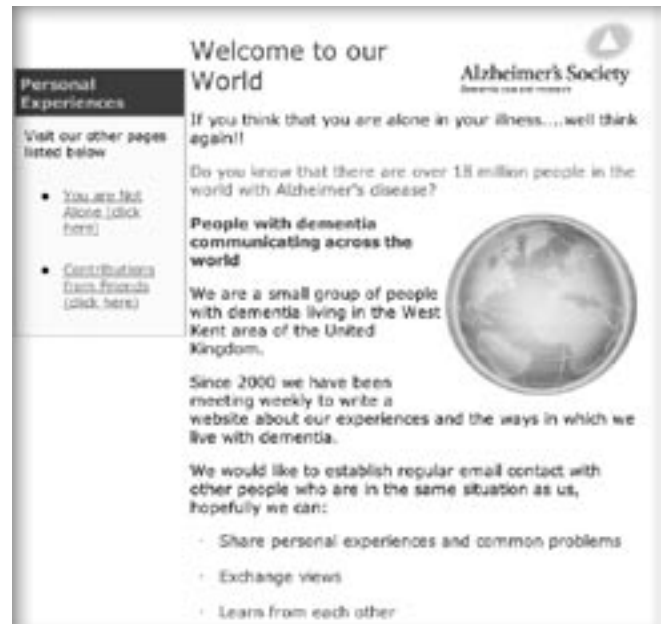 Personal
Experiences
Visit our other pages
listed below
You are Not
Alone (click
here)
Contributions
from Friends
(click here)
Welcome to our
World
Alzheimer's Society
If you think that you are alone in your illness....well think
again!!
Do you know that there are over 18 million people in the
world with Alzheimer's disease?
People with dementia
communicating across the
world
We are a small group of people
with dementia living in the West
Kent area of the United
Kingdom.
Since 2000 we have been
meeting weekly to write a
website about our experiences and the ways in which we
live with dementia.
We would like to establish regular email contact with
other people who are in the same situation as us,
hopefully we can:
· Share personal experiences and common problems
· Exchange views
· Learn from each other